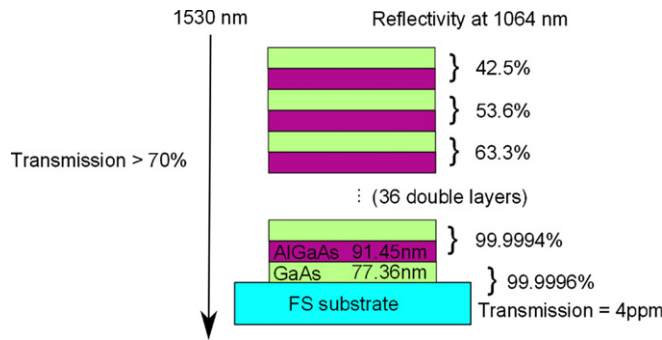 1530 nm
Reflectivity at 1064 nm
42.5%
53.6%
Transmission > 70%
63.3%
(36 double layers)
99.9994%
AlGaAs 91.45nm
GaAs 77.36nm
99.9996%
FS substrate
Transmission = 4ppm